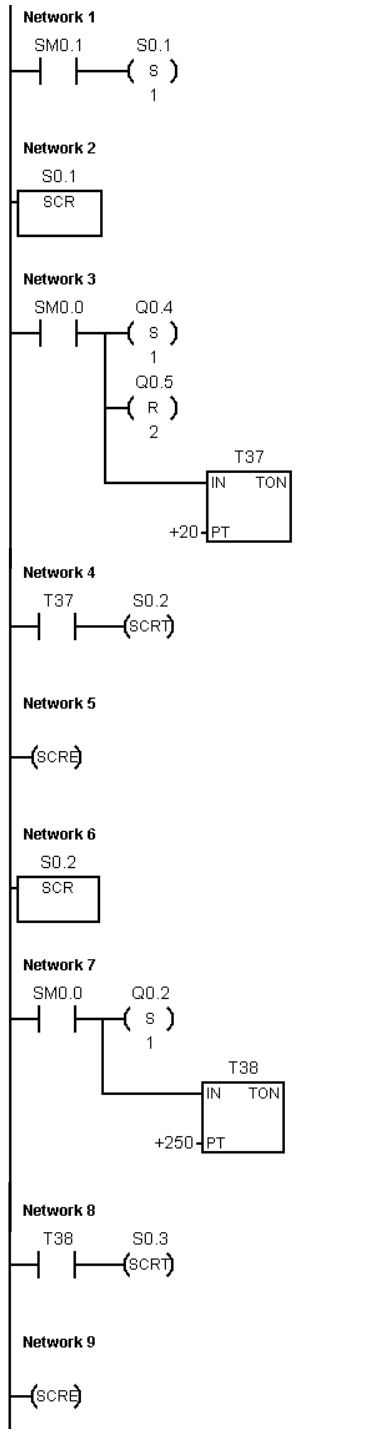 Network 1
SM0.1 S0.1
S
1
Network 2
S0.1
SCR
Network 3
SM0.0 Q0.4
S
1
Q0.5
R
2
T37
IN TON
+20 PT
Network 4
T37 S0.2
SCRT
Network 5
SCRE
Network 6
S0.2
SCR
Network 7
SM0.0 Q0.2
S
1
T38
IN TON
+250 PT
Network 8
T38 S0.3
SCRT
Network 9
SCRE